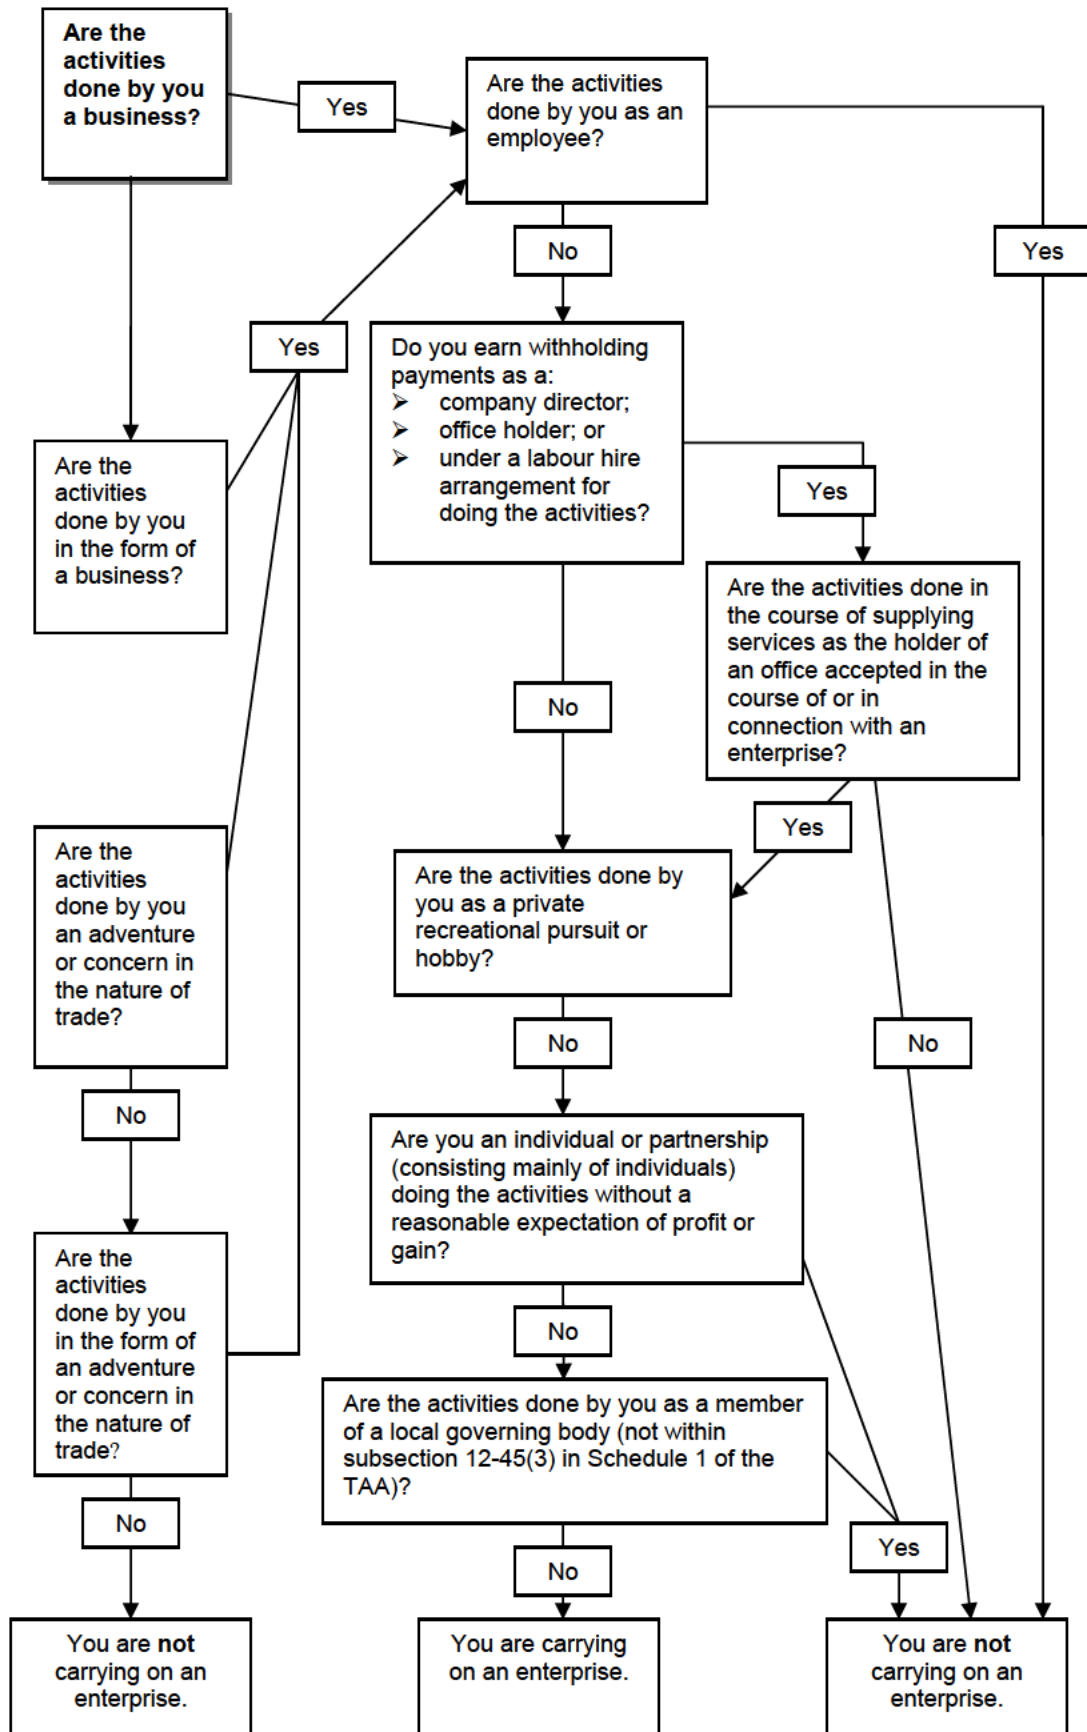 Are the
activities
done by you
a business?
Yes
Are the activities
done by you as an
employee?
No
Yes
Yes
Do you earn withholding
payments as a:
➢ company director;
➢ office holder; or
➢ under a labour hire
arrangement for
doing the activities?
Yes
Are the
activities
done by you
in the form of
a business?
Are the activities done in
the course of supplying
services as the holder of
an office accepted in the
course of or in
connection with an
enterprise?
No
Yes
Are the
activities
done by you
an adventure
or concern in
the nature of
trade?
Are the activities done by
you as a private
recreational pursuit or
hobby?
No
No
No
Are you an individual or partnership
(consisting mainly of individuals)
doing the activities without a
reasonable expectation of profit or
gain?
Are the
activities
done by you
in the form of
an adventure
or concern in
the nature of
trade?
No
Are the activities done by you as a member
of a local governing body (not within
subsection 12-45(3) in Schedule 1 of the
TAA)?
No
Yes
No
You are not
carrying on an
enterprise.
You are carrying
on an enterprise.
You are not
carrying on an
enterprise.